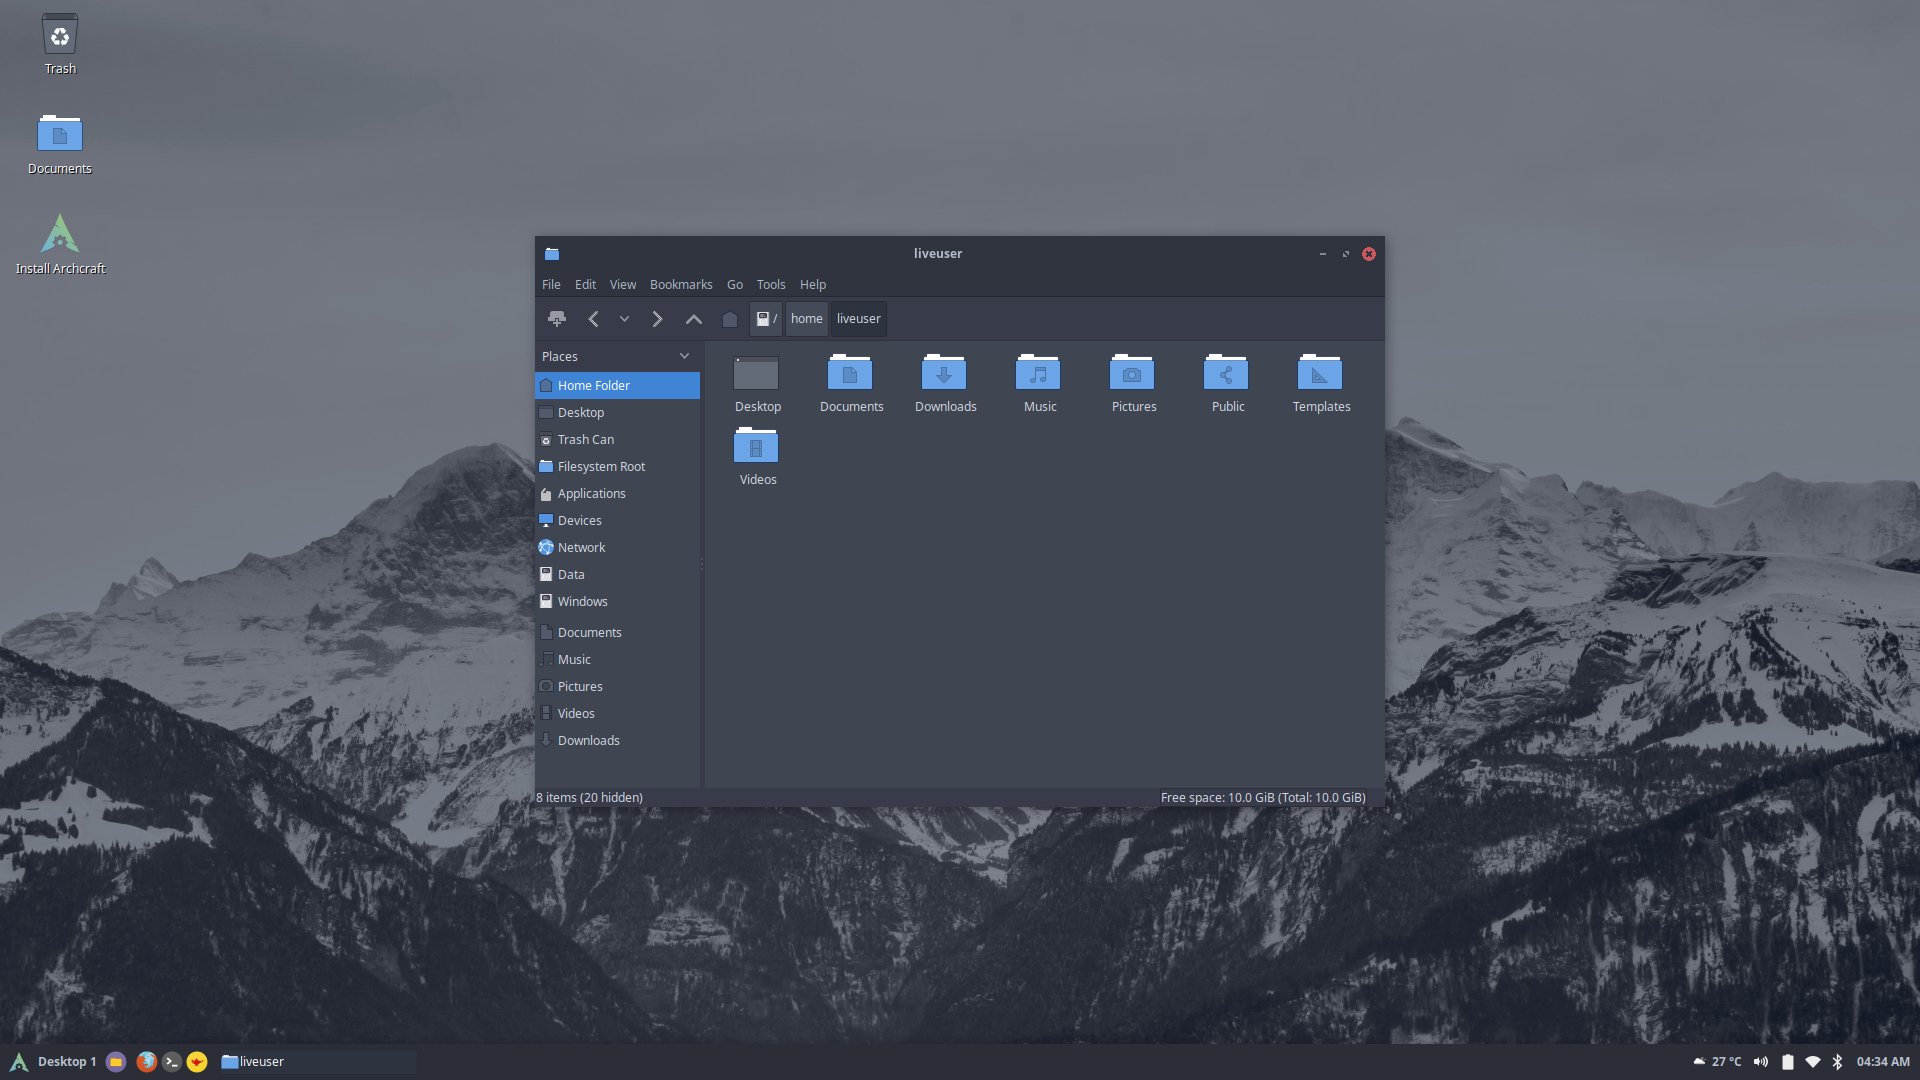 Trash
Documents
Install Archcraft
liveuser
File Edit View Bookmarks Go Tools Help
/ home liveuser
Places
Home Folder
Desktop
Trash Can
Filesystem Root
Applications
Devices
Network
Data
Windows
Documents
Music
Pictures
Videos
Downloads
Desktop Documents Downloads Music Pictures Public Templates
Videos
8 items (20 hidden) Free space: 10.0 GiB (Total: 10.0 GiB)
Desktop 1 liveuser 27 °C 04:34 AM